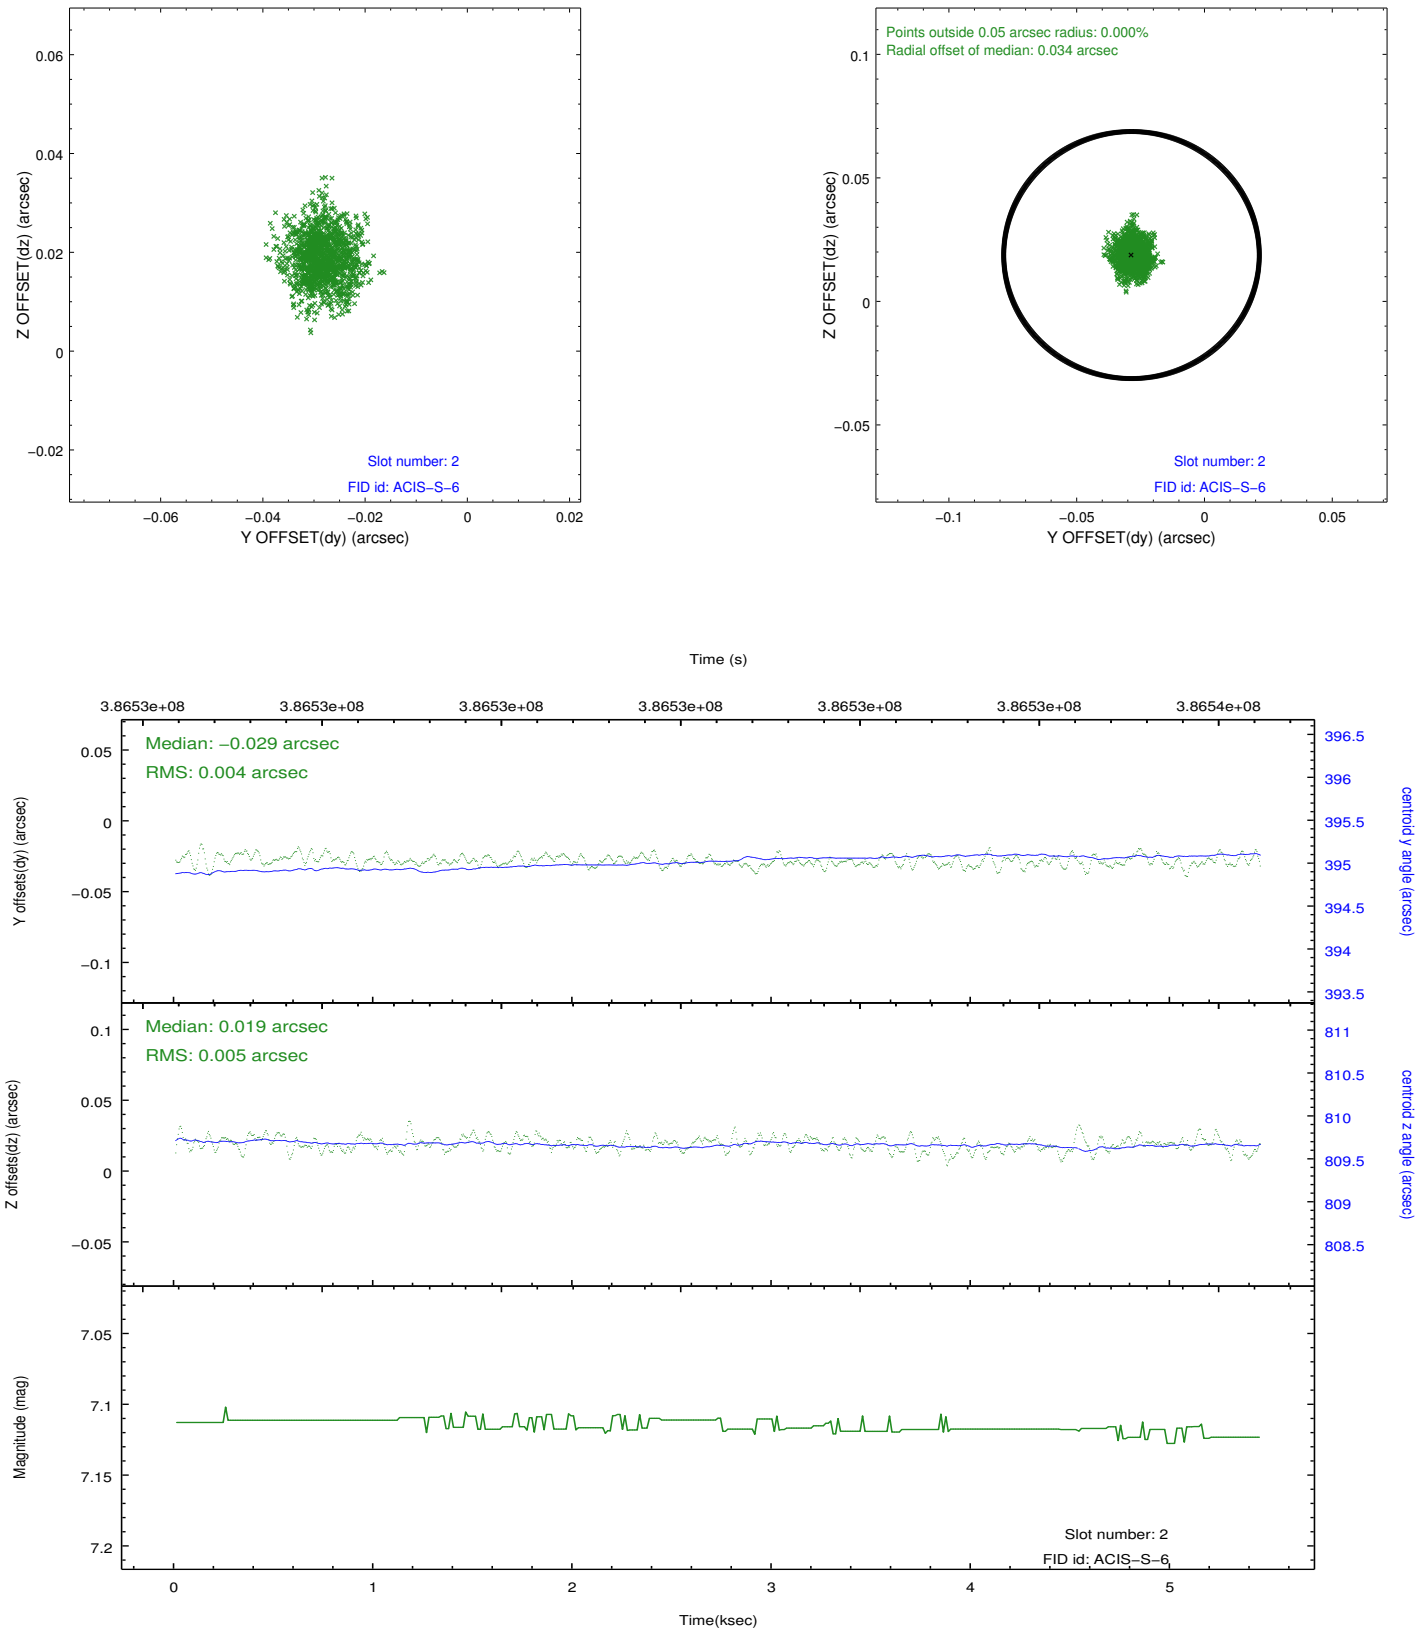 0.06
0.04
0.02
0
−0.02
Z OFFSET(dz) (arcsec)
Slot number: 2
FID id: ACIS−S−6
−0.06
−0.04
−0.02
0
0.02
Y OFFSET(dy) (arcsec)
Points outside 0.05 arcsec radius: 0.000%
Radial offset of median: 0.034 arcsec
0.1
0.05
0
−0.05
Z OFFSET(dz) (arcsec)
Slot number: 2
FID id: ACIS−S−6
−0.1
−0.05
0
0.05
Y OFFSET(dy) (arcsec)
Time (s)
3.8653e+08
3.8653e+08
3.8653e+08
3.8653e+08
3.8653e+08
3.8653e+08
3.8654e+08
Median: −0.029 arcsec
RMS: 0.004 arcsec
0.05
0
−0.05
−0.1
Y offsets(dy) (arcsec)
396.5
396
395.5
395
394.5
394
393.5
centroid y angle (arcsec)
Median: 0.019 arcsec
RMS: 0.005 arcsec
0.1
0.05
0
−0.05
Z offsets(dz) (arcsec)
811
810.5
810
809.5
809
808.5
centroid z angle (arcsec)
7.05
7.1
7.15
7.2
Magnitude (mag)
Slot number: 2
FID id: ACIS−S−6
0
1
2
3
4
5
Time(ksec)